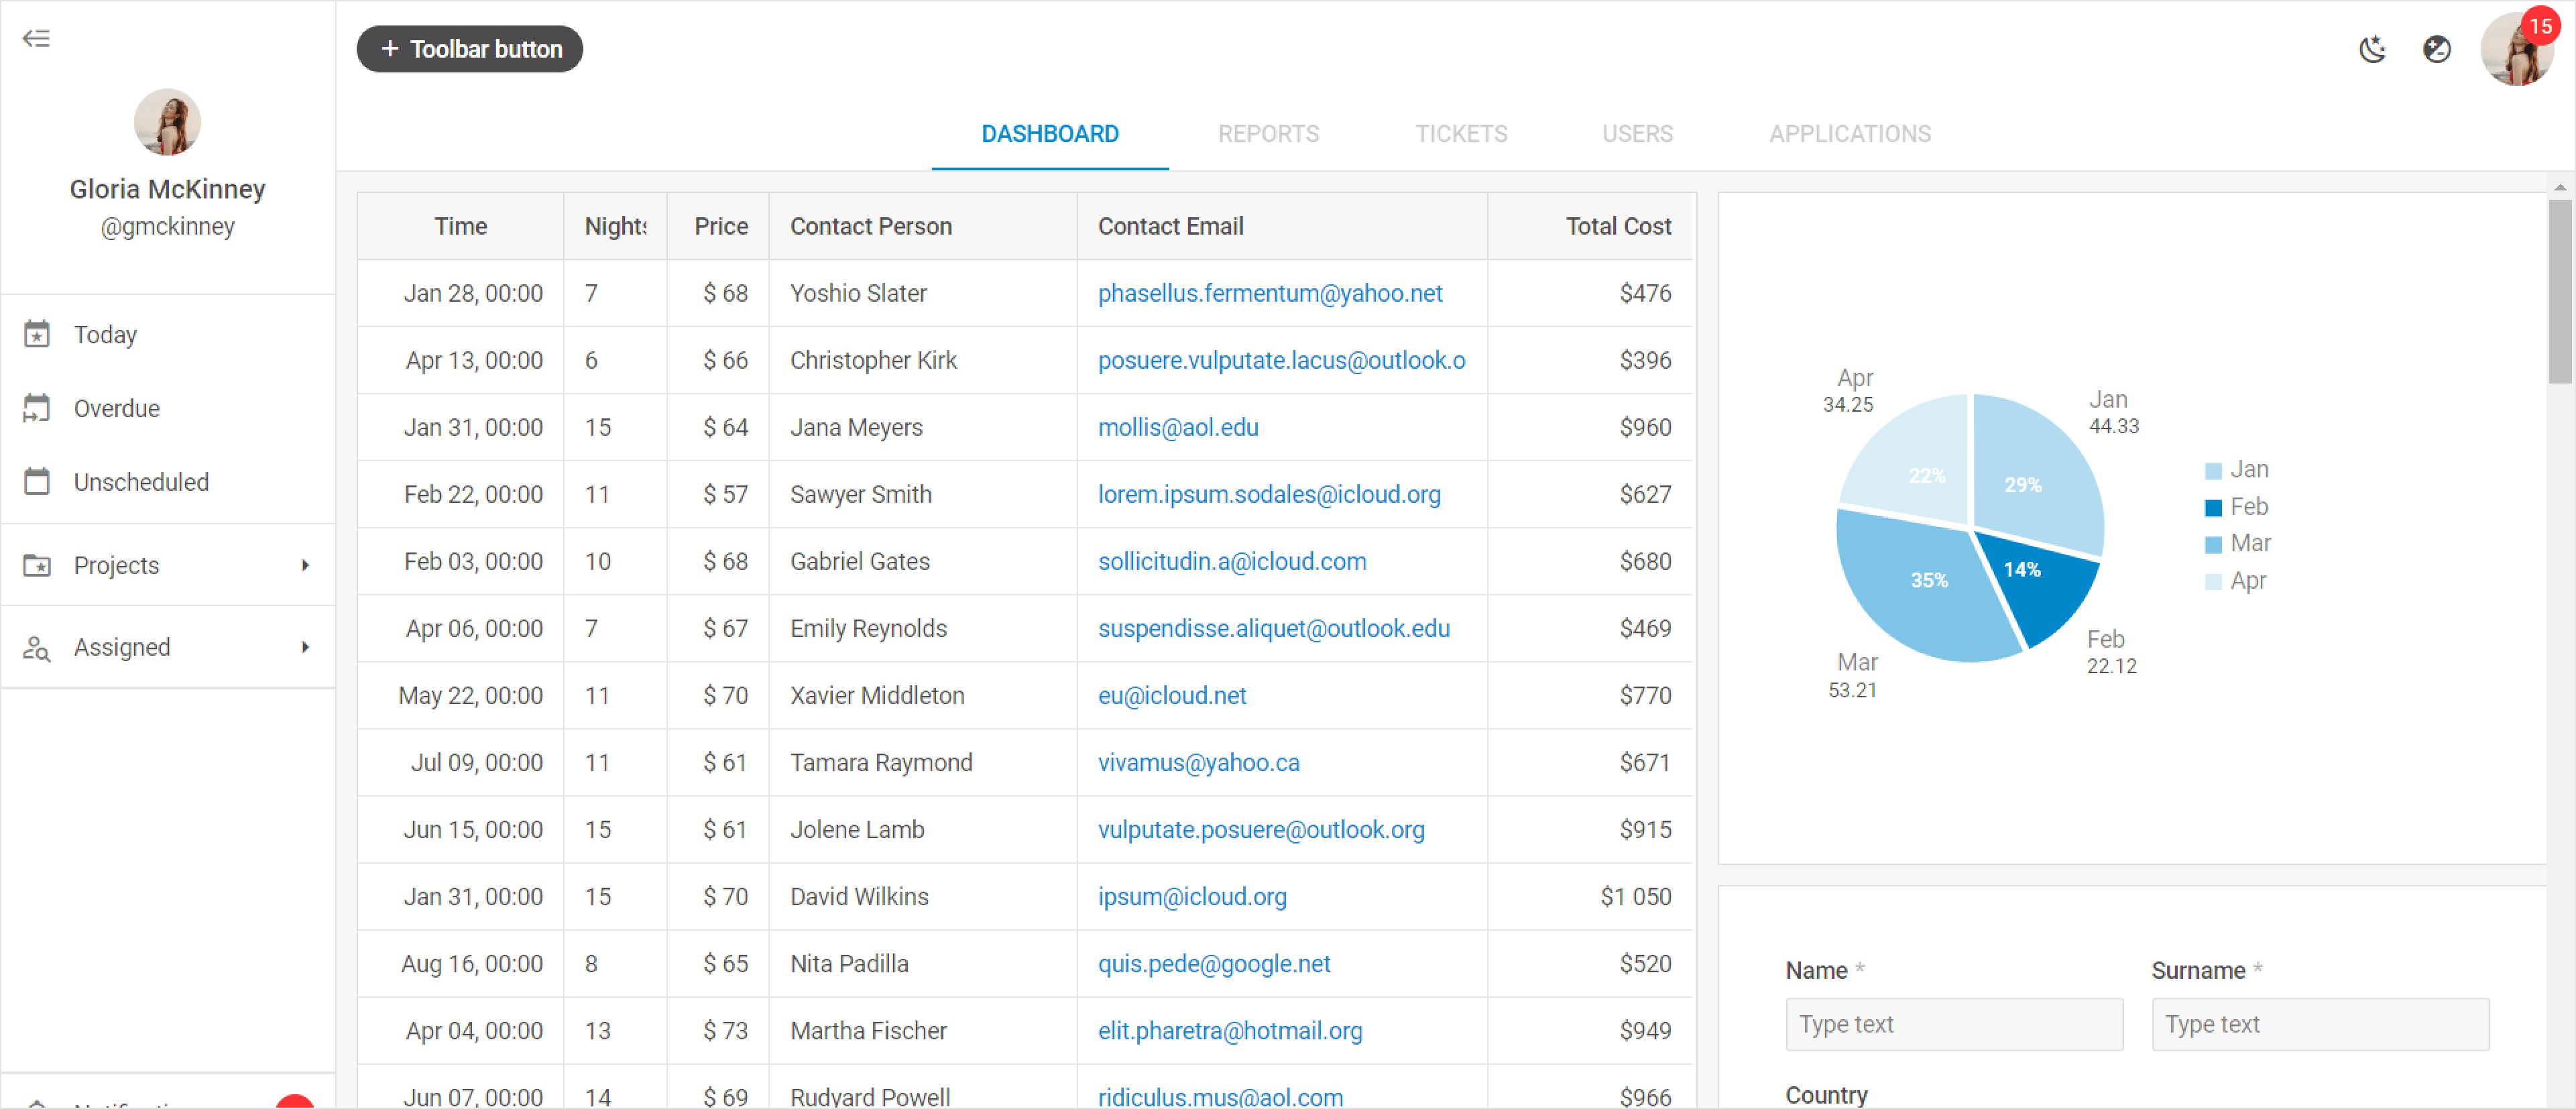 Gloria McKinney
@gmckinney
Today
Overdue
Unscheduled
Projects
Assigned
+ Toolbar button
15
DASHBOARD REPORTS TICKETS USERS APPLICATIONS
Time Nights Price Contact Person Contact Email Total Cost
Jan 28, 00:00 7 $ 68 Yoshio Slater phasellus.fermentum@yahoo.net $476
Apr 13, 00:00 6 $ 66 Christopher Kirk posuere.vulputate.lacus@outlook.o $396
Jan 31, 00:00 15 $ 64 Jana Meyers mollis@aol.edu $960
Feb 22, 00:00 11 $ 57 Sawyer Smith lorem.ipsum.sodales@icloud.org $627
Feb 03, 00:00 10 $ 68 Gabriel Gates sollicitudin.a@icloud.com $680
Apr 06, 00:00 7 $ 67 Emily Reynolds suspendisse.aliquet@outlook.edu $469
May 22, 00:00 11 $ 70 Xavier Middleton eu@icloud.net $770
Jul 09, 00:00 11 $ 61 Tamara Raymond vivamus@yahoo.ca $671
Jun 15, 00:00 15 $ 61 Jolene Lamb vulputate.posuere@outlook.org $915
Jan 31, 00:00 15 $ 70 David Wilkins ipsum@icloud.org $1 050
Aug 16, 00:00 8 $ 65 Nita Padilla quis.pede@google.net $520
Apr 04, 00:00 13 $ 73 Martha Fischer elit.pharetra@hotmail.org $949
Jun 07, 00:00 14 $ 69 Rudyard Powell ridiculus.mus@aol.com $966
Apr
34.25
Jan
44.33
22%
29%
35%
14%
Mar
53.21
Feb
22.12
Jan
Feb
Mar
Apr
Name * Surname *
Type text Type text
Country